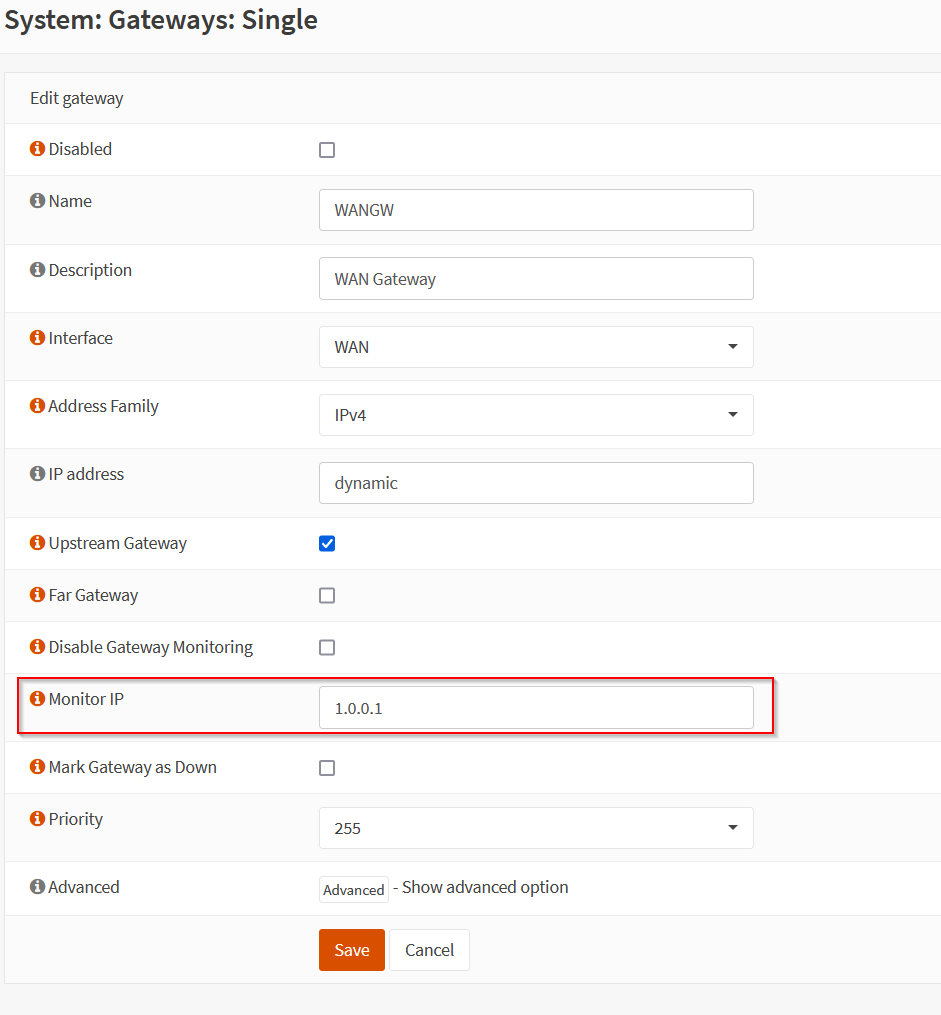 System: Gateways: Single
Edit gateway
Disabled
Name
WANGW
Description
WAN Gateway
Interface
WAN
Address Family
IPv4
IP address
dynamic
Upstream Gateway
Far Gateway
Disable Gateway Monitoring
Monitor IP
1.0.0.1
Mark Gateway as Down
Priority
255
Advanced
Advanced - Show advanced option
Save Cancel